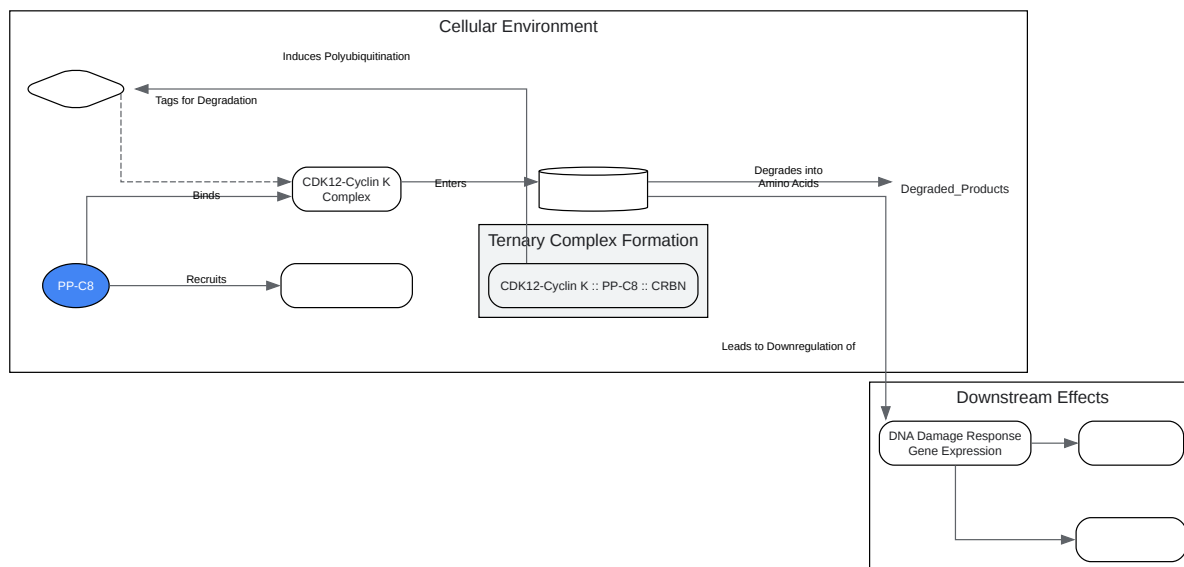 Cellular Environment
Induces Polyubiquitination
Tags for Degradation
CDK12-Cyclin K
Complex
Enters
Degrades into
Amino Acids
Degraded_Products
Binds
Ternary Complex Formation
PP-C8
Recruits
CDK12-Cyclin K :: PP-C8 :: CRBN
Leads to Downregulation of
Downstream Effects
DNA Damage Response
Gene Expression